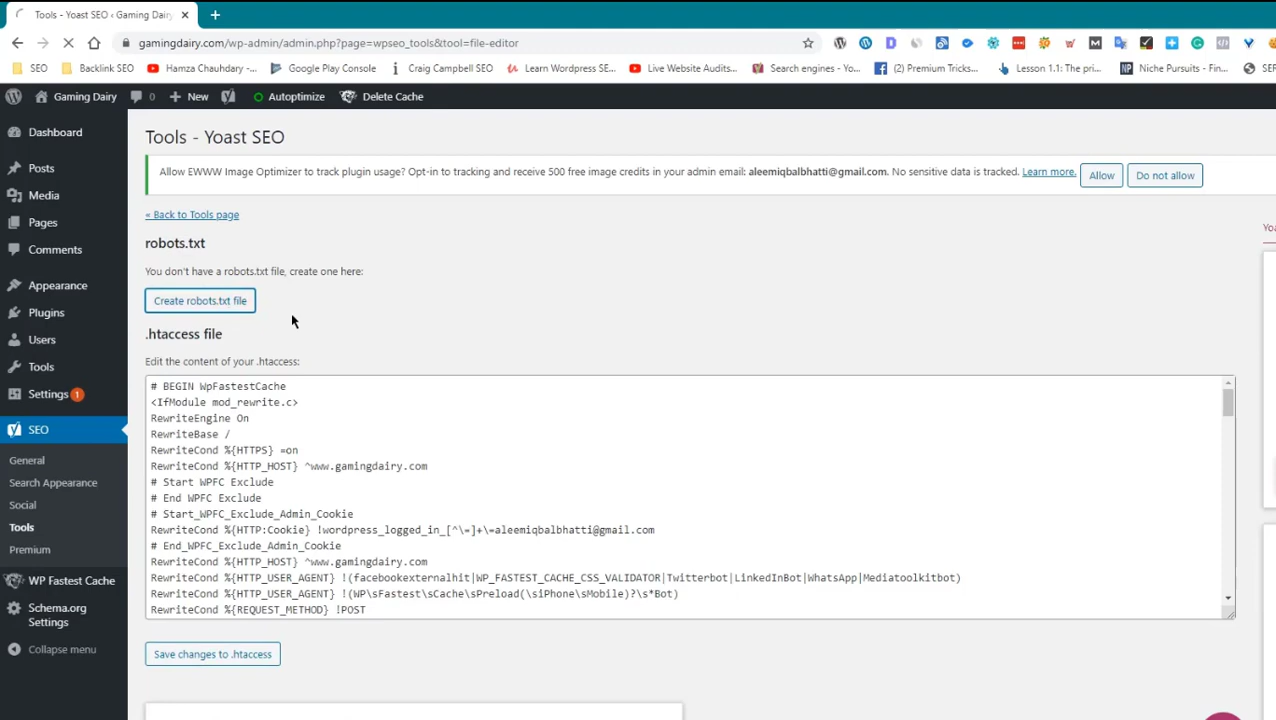 Tools - Yoast SEO ‹ Gaming Dair
gamingdairy.com/wp-admin/admin.php?page=wpseo_tools&tool=file-editor
SEO
Backlink SEO
Hamza Chauhdary -...
Google Play Console
Craig Campbell SEO
Learn Wordpress SE...
Live Website Audits...
Search engines - Yo...
(2) Premium Tricks...
Lesson 1.1: The pri...
Niche Pursuits - Fin...
SER
Gaming Dairy
0
New
Autoptimize
Delete Cache
Dashboard
Posts
Media
Pages
Comments
Appearance
Plugins
Users
Tools
Settings 1
SEO
General
Search Appearance
Social
Tools
Premium
WP Fastest Cache
Schema.org
Settings
Collapse menu
Tools - Yoast SEO
Allow EWWW Image Optimizer to track plugin usage? Opt-in to tracking and receive 500 free image credits in your admin email: aleemiqbalbhatti@gmail.com. No sensitive data is tracked. Learn more.
Allow
Do not allow
« Back to Tools page
Yoa
robots.txt
You don't have a robots.txt file, create one here:
Create robots.txt file
.htaccess file
Edit the content of your .htaccess:
# BEGIN WpFastestCache
<IfModule mod_rewrite.c>
RewriteEngine On
RewriteBase /
RewriteCond %{HTTPS} =on
RewriteCond %{HTTP_HOST} ^www.gamingdairy.com
# Start WPFC Exclude
# End WPFC Exclude
# Start_WPFC_Exclude_Admin_Cookie
RewriteCond %{HTTP:Cookie} !wordpress_logged_in_[^\=]+\=aleemiqbalbhatti@gmail.com
# End_WPFC_Exclude_Admin_Cookie
RewriteCond %{HTTP_HOST} ^www.gamingdairy.com
RewriteCond %{HTTP_USER_AGENT} !(facebookexternalhit|WP_FASTEST_CACHE_CSS_VALIDATOR|Twitterbot|LinkedInBot|WhatsApp|Mediatoolkitbot)
RewriteCond %{HTTP_USER_AGENT} !(WP\sFastest\sCache\sPreload(\siPhone\sMobile)?\s*Bot)
RewriteCond %{REQUEST_METHOD} !POST
Save changes to .htaccess